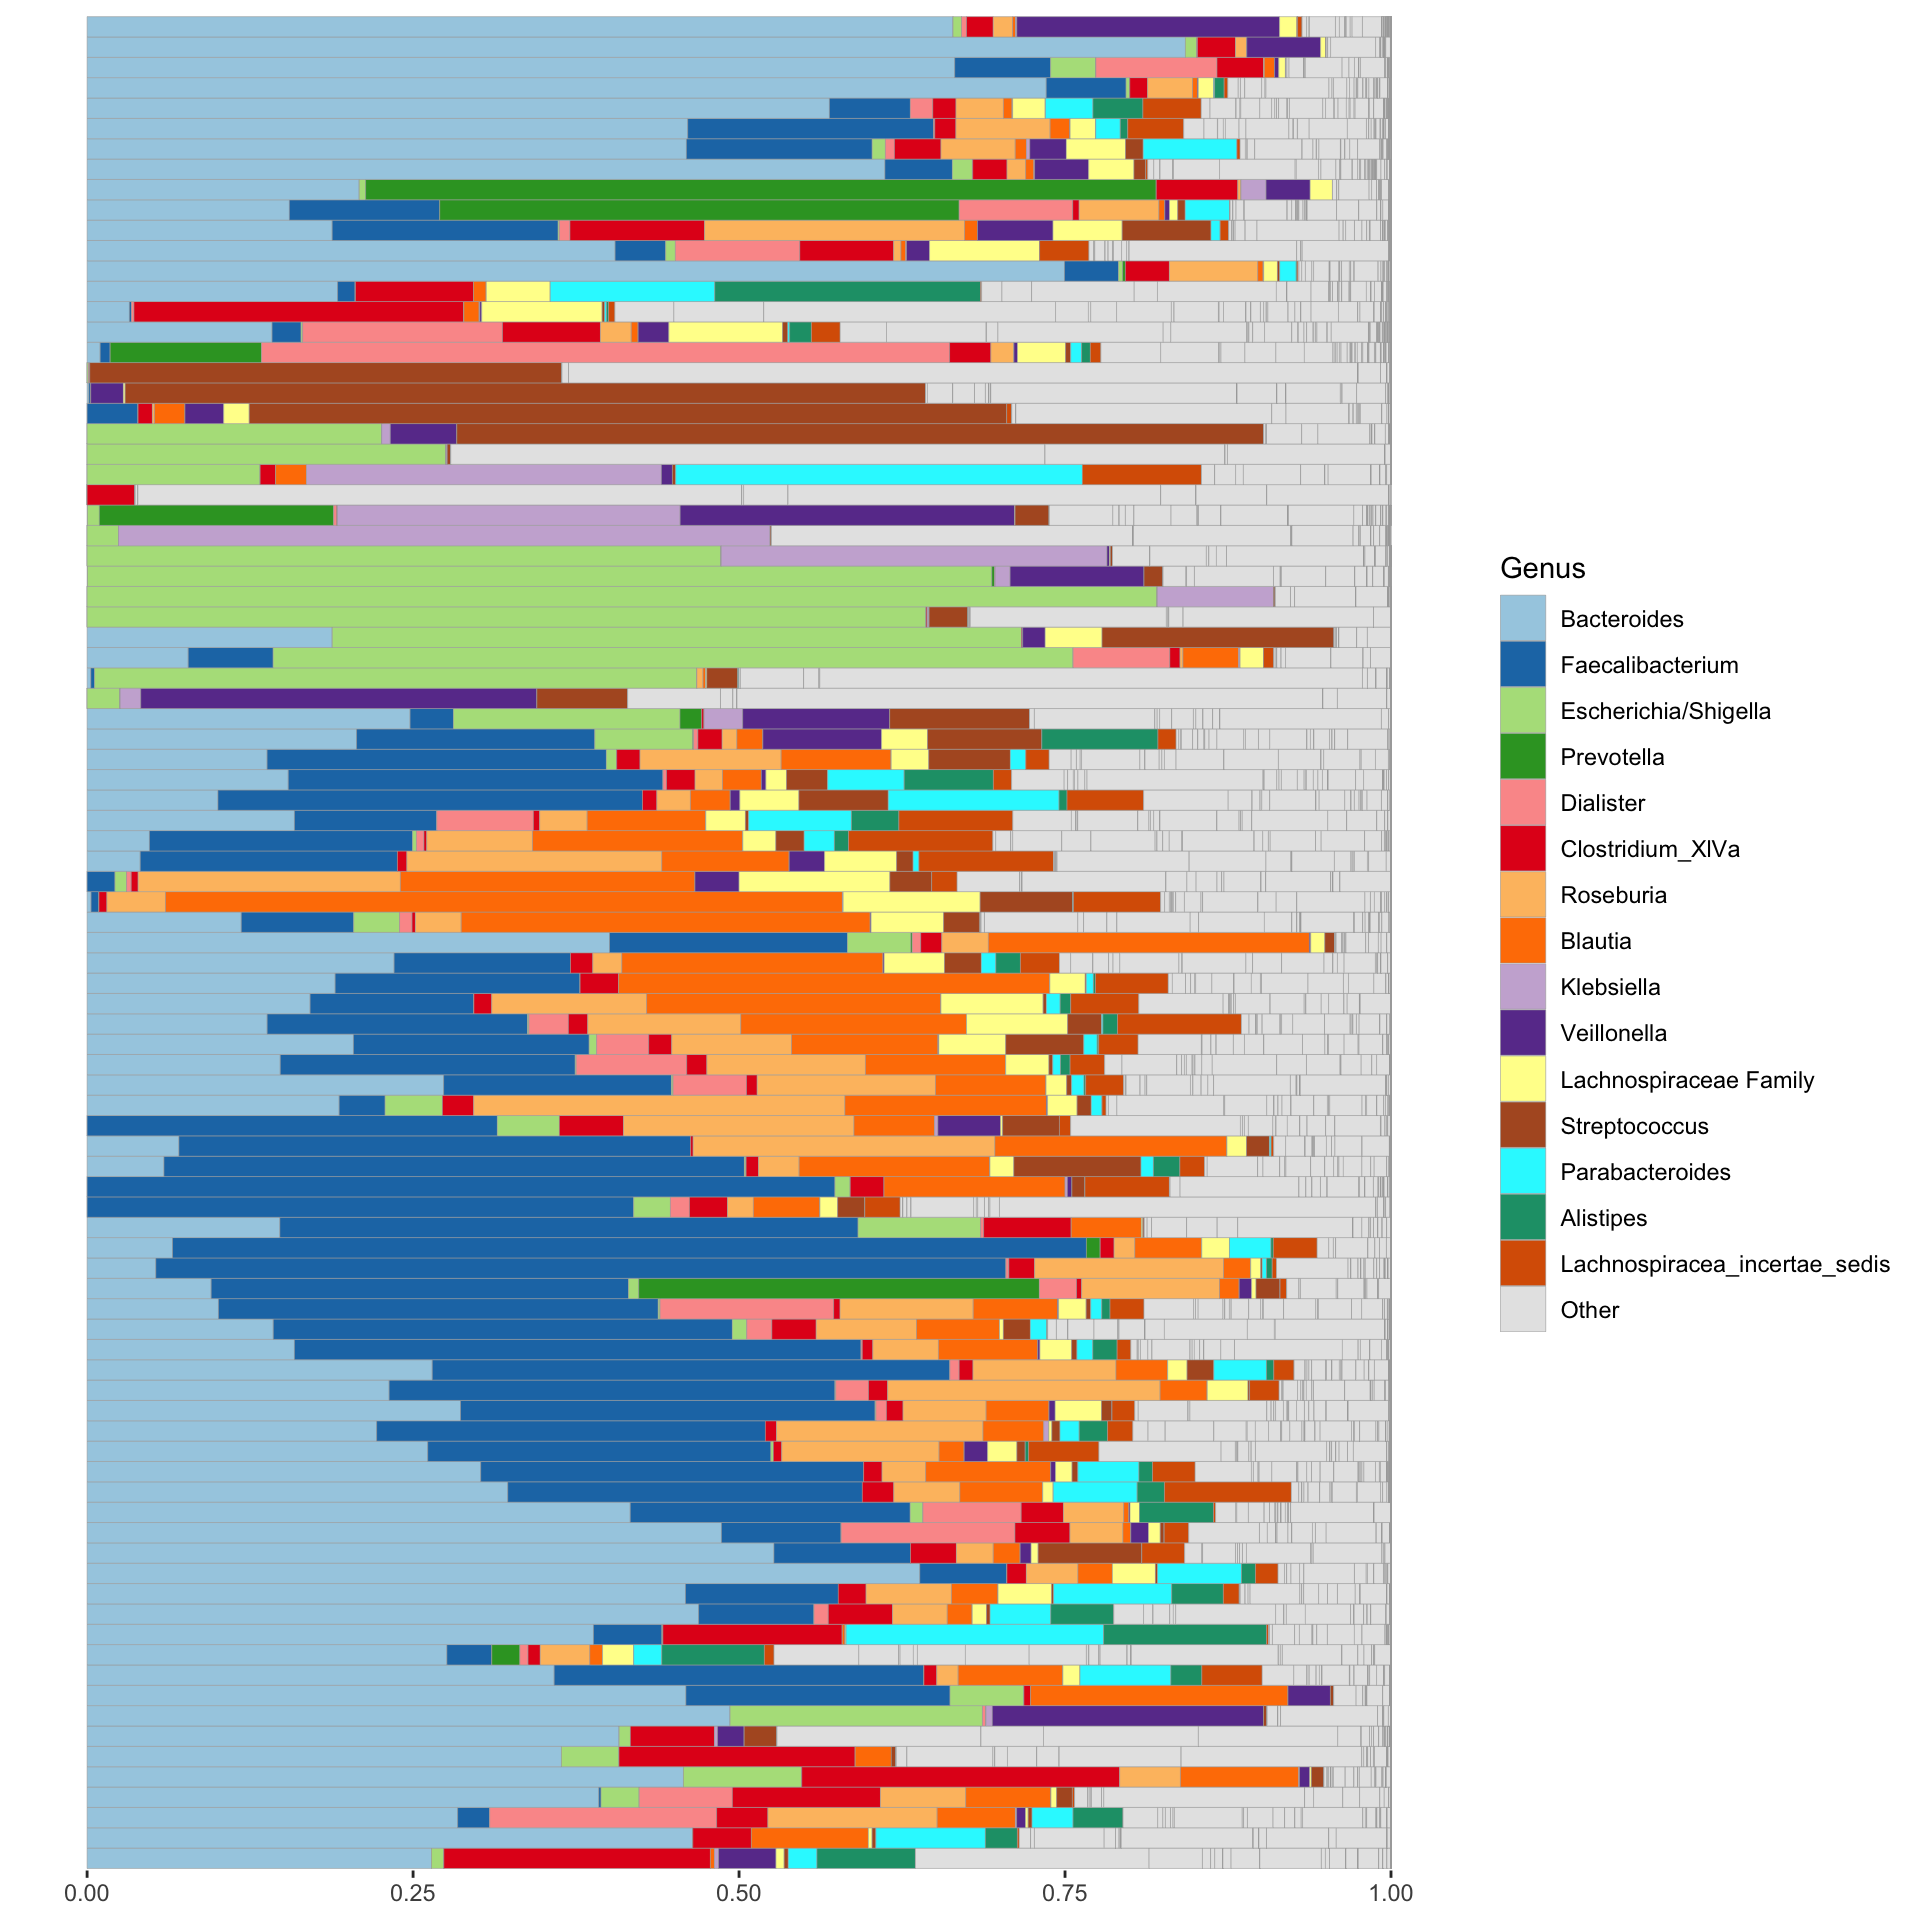 Genus
Bacteroides
Faecalibacterium
Escherichia/Shigella
Prevotella
Dialister
Clostridium_XlVa
Roseburia
Blautia
Klebsiella
Veillonella
Lachnospiraceae Family
Streptococcus
Parabacteroides
Alistipes
Lachnospiracea_incertae_sedis
Other
0.00 0.25 0.50 0.75 1.00